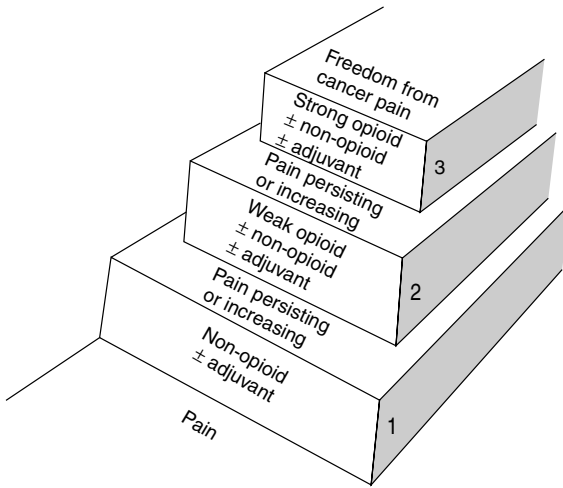 Freedom from
cancer pain
Strong opioid
± non-opioid
± adjuvant
3
Pain persisting
or increasing
Weak opioid
± non-opioid
± adjuvant
2
Pain persisting
or increasing
Non-opioid
± adjuvant
1
Pain